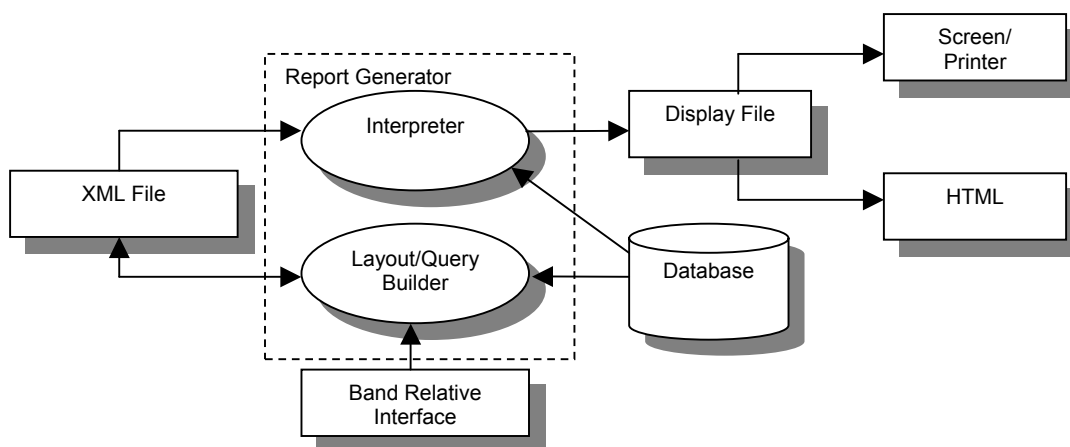 Screen/
Printer
Report Generator
Interpreter
Display File
XML File
HTML
Layout/Query
Builder
Database
Band Relative
Interface